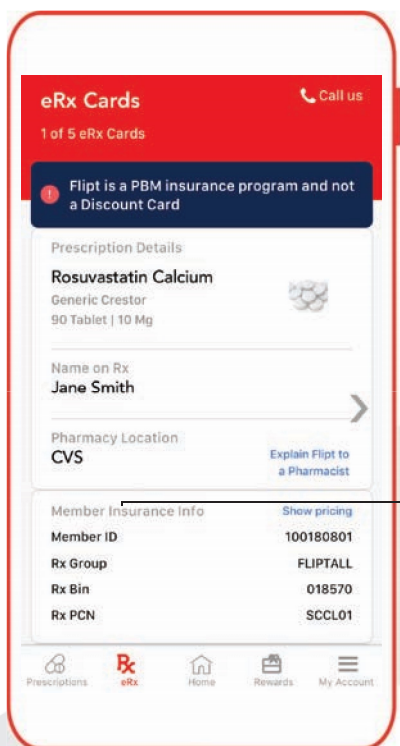 eRx Cards
Call us
1 of 5 eRx Cards
Flipt is a PBM insurance program and not
a Discount Card
Prescription Details
Rosuvastatin Calcium
Generic Crestor
90 Tablet | 10 Mg
Name on Rx
Jane Smith
Pharmacy Location
CVS
Explain Flipt to
a Pharmacist
Member Insurance Info
Show pricing
Member ID
100180801
Rx Group
FLIPTALL
Rx Bin
018570
Rx PCN
SCCL01
Prescriptions
Rx
eRx
Home
Rewards
My Account